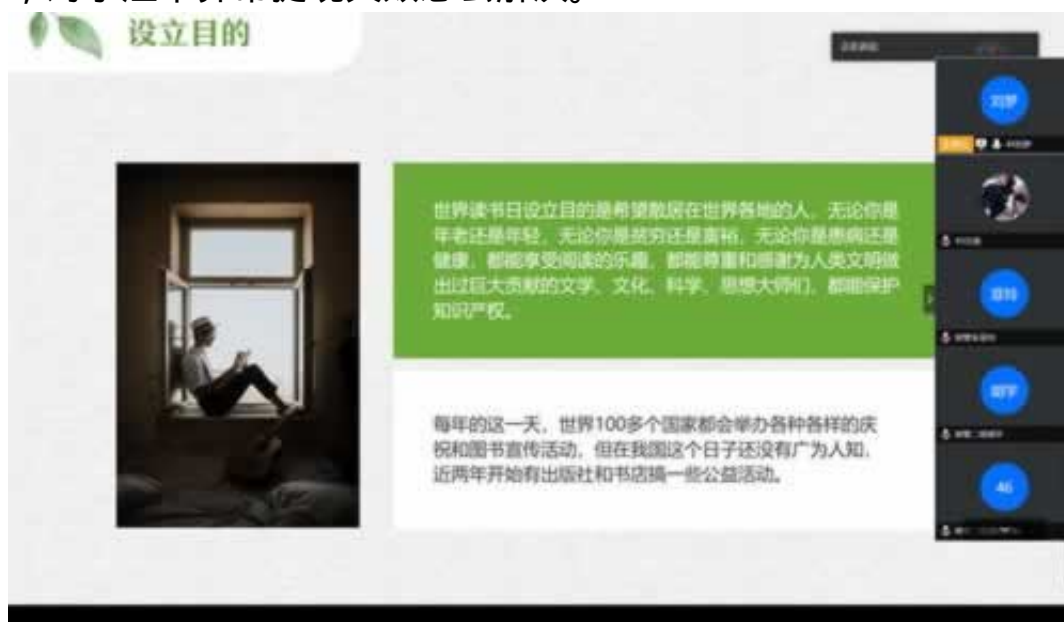 设立目的
世界读书日设立目的是希望散居在世界各地的人，无论你是
年老还是年轻，无论你是贫穷还是富裕，无论你是患病还是
健康，都能享受阅读的乐趣，都能尊重和感谢为人类文明做
出过巨大贡献的文学、文化、科学、思想大师们，都能保护
知识产权。
每年的这一天，世界100多个国家都会举办各种各样的庆
祝和图书宣传活动，但在我国这个日子还没有广为人知，
近两年开始有出版社和书店搞一些公益活动。
刘梦
46